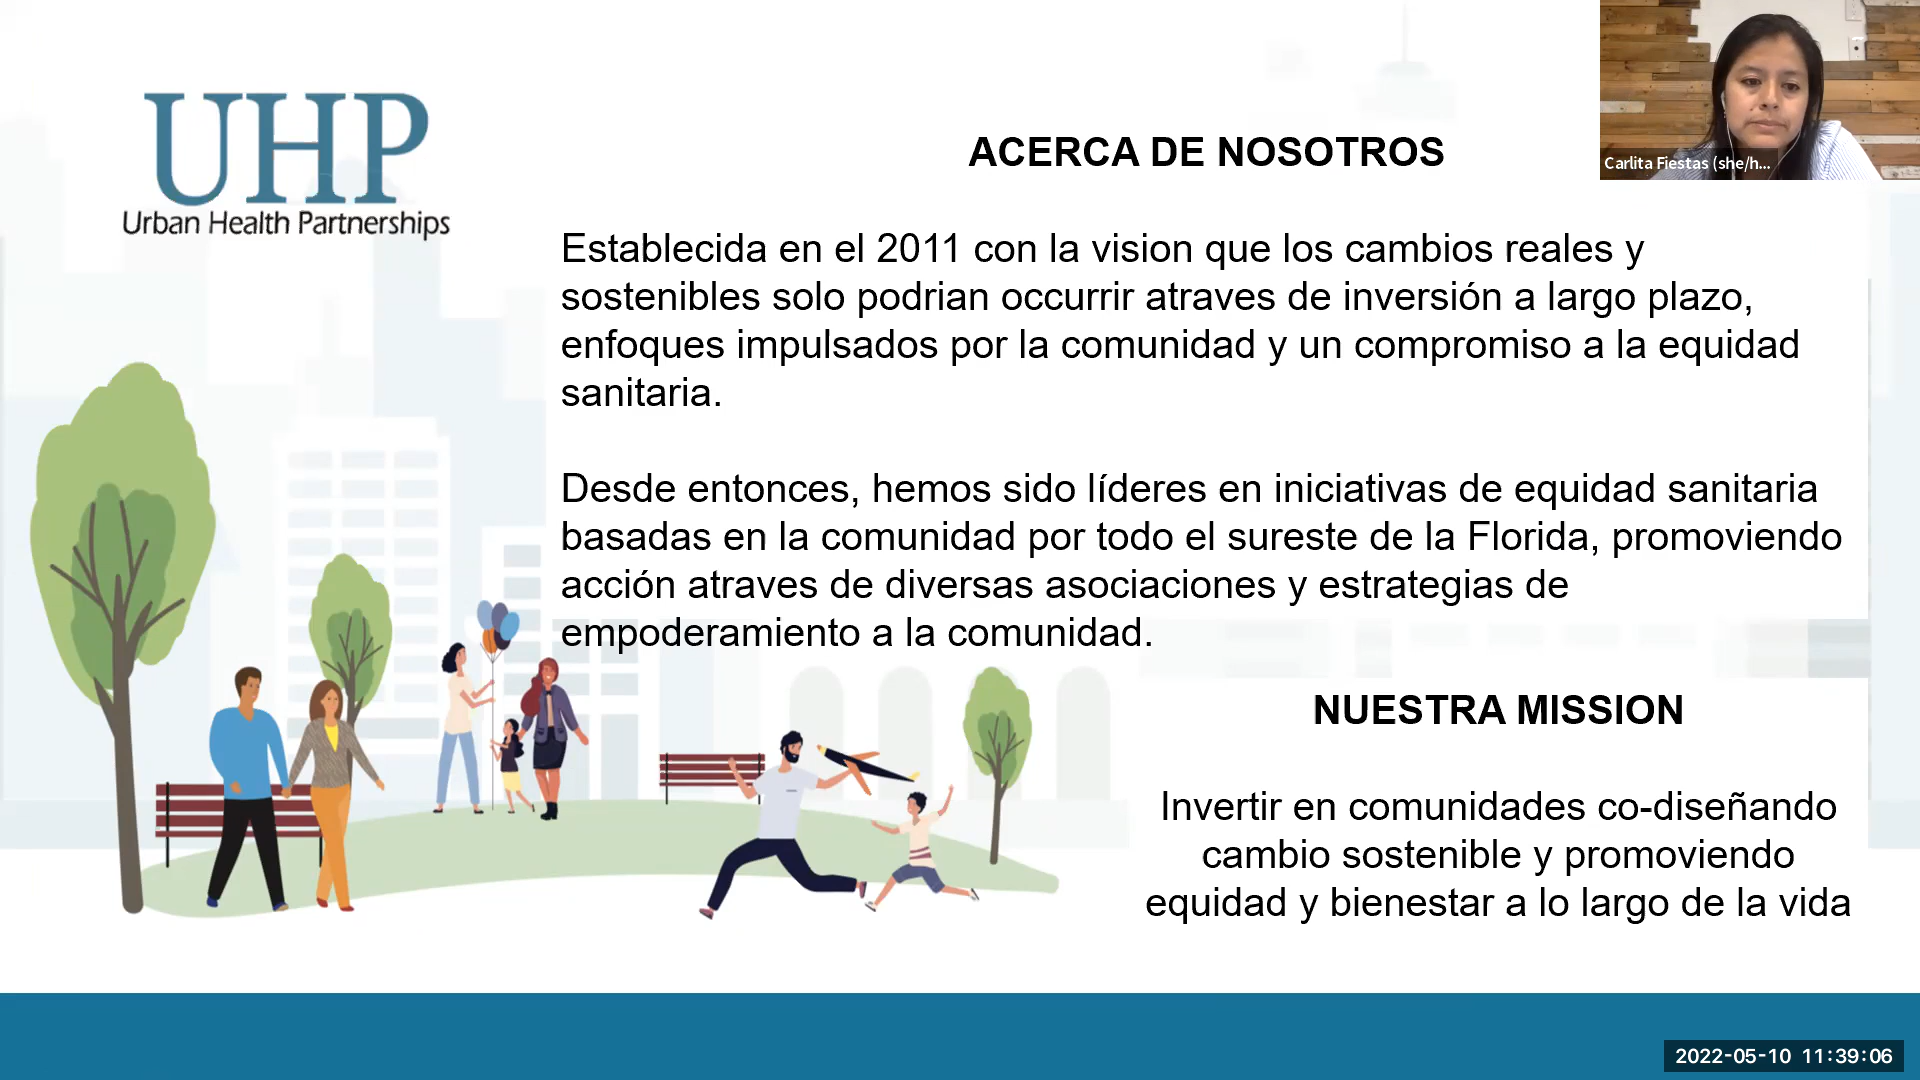 UHP
Urban Health Partnerships
ACERCA DE NOSOTROS
Establecida en el 2011 con la vision que los cambios reales y
sostenibles solo podrian occurrir atraves de inversión a largo plazo,
enfoques impulsados por la comunidad y un compromiso a la equidad
sanitaria.
Desde entonces, hemos sido líderes en iniciativas de equidad sanitaria
basadas en la comunidad por todo el sureste de la Florida, promoviendo
acción atraves de diversas asociaciones y estrategias de
empoderamiento a la comunidad.
NUESTRA MISSION
Invertir en comunidades co-diseñando
cambio sostenible y promoviendo
equidad y bienestar a lo largo de la vida
Carlita Fiestas (she/h...
2022-05-10 11:39:06